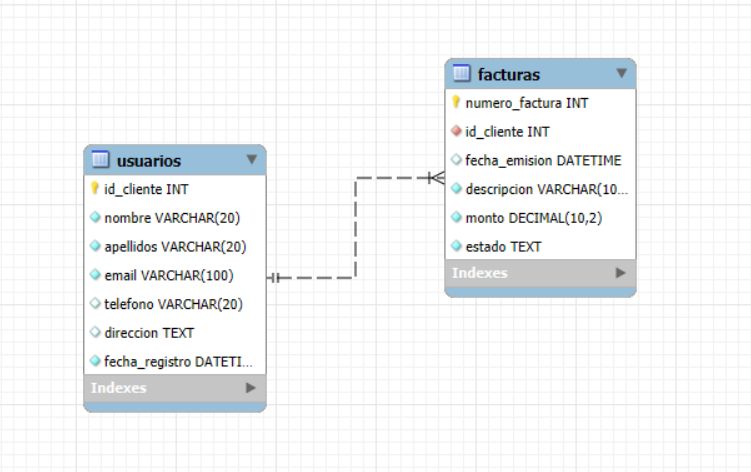 usuarios
id_cliente INT
nombre VARCHAR(20)
apellidos VARCHAR(20)
email VARCHAR(100)
telefono VARCHAR(20)
direccion TEXT
fecha_registro DATETI...
Indexes
facturas
numero_factura INT
id_cliente INT
fecha_emision DATETIME
descripcion VARCHAR(10...
monto DECIMAL(10,2)
estado TEXT
Indexes